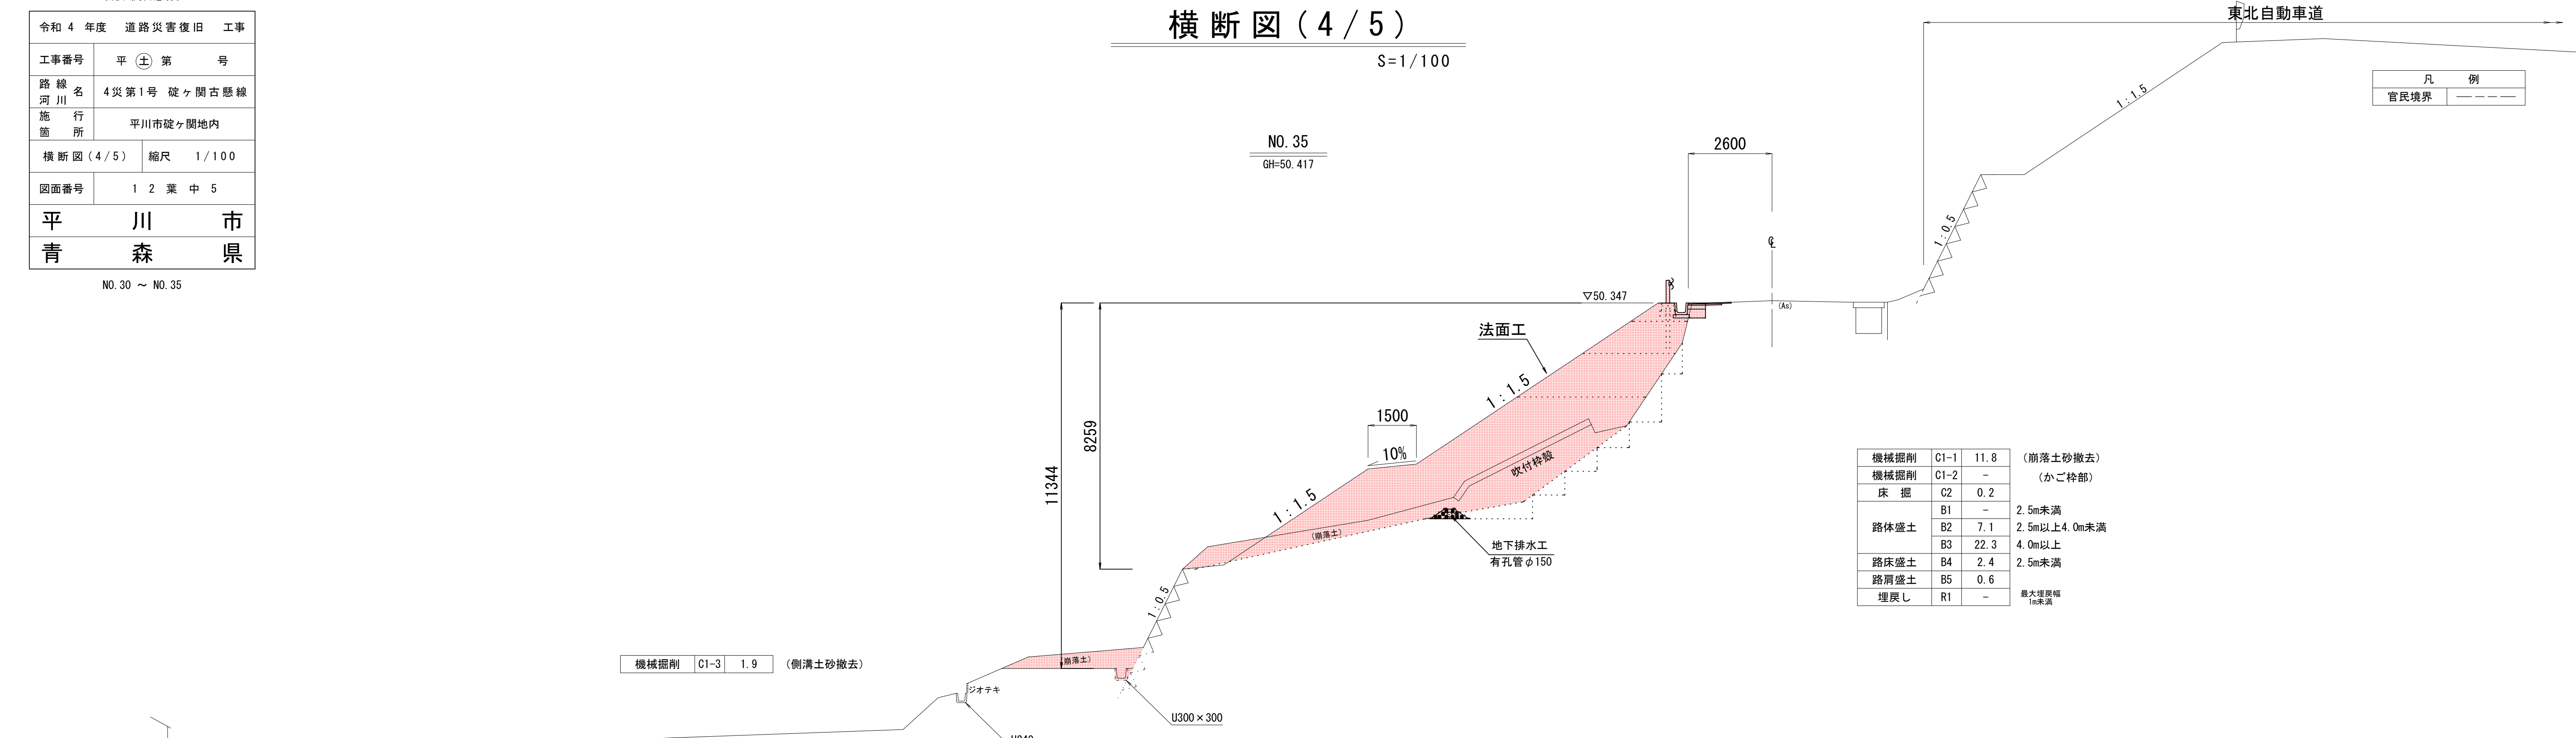 令和 4 年度 道路災害復旧 工事
工事番号 平 土 第 号
路線 河川 名 4災第1号 碇ヶ関古懸線
施行 箇所 平川市碇ヶ関地内
横断図(4/5) 縮尺 1/100
図面番号 12葉中5
平川市
青森県
NO.30 ～ NO.35
横断図(4/5)
S=1/100
NO.35
GH=50.417
東北自動車道
凡例
官民境界
1:1.5
1:0.5
2600
℄
(As)
▽50.347
法面工
1:1.5
1500
10%
1:1.5
8259
11344
吹付枠殻
(崩落土)
地下排水工
有孔管φ150
1:0.5
崩落土)
ジオテキ
U300×300
機械掘削 C1-3 1.9 (側溝土砂撤去)
機械掘削 C1-1 11.8 (崩落土砂撤去)
機械掘削 C1-2 - (かご枠部)
床掘 C2 0.2
路体盛土 B1 - 2.5m未満
B2 7.1 2.5m以上4.0m未満
B3 22.3 4.0m以上
路床盛土 B4 2.4 2.5m未満
路肩盛土 B5 0.6
埋戻し R1 - 最大埋戻幅
1m未満